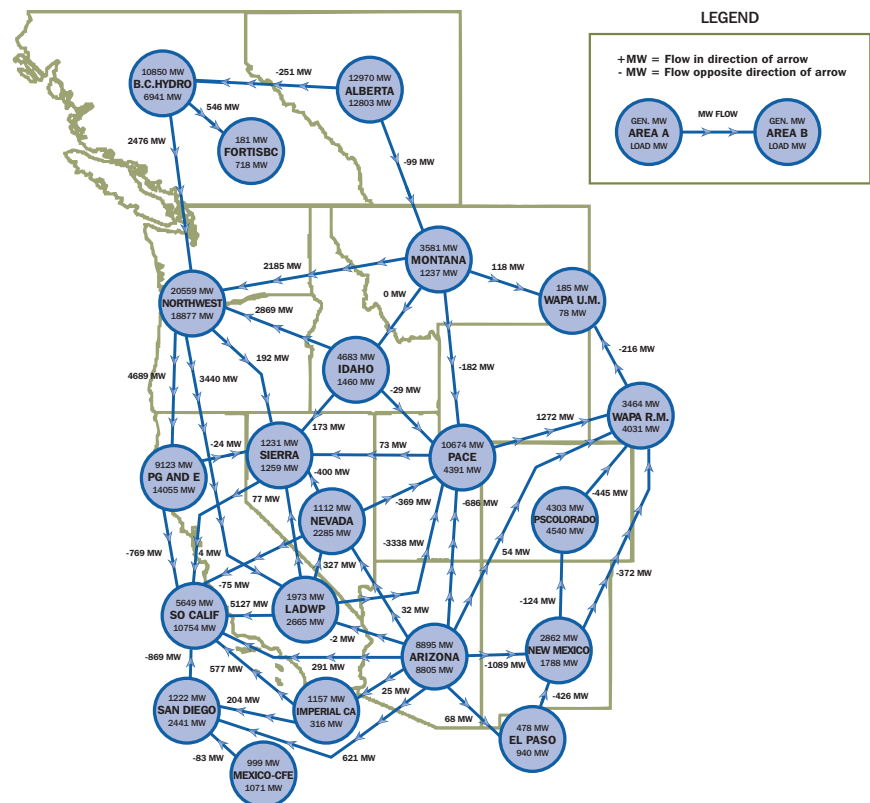 LEGEND
+MW = Flow in direction of arrow
- MW = Flow opposite direction of arrow
GEN. MW
AREA A
LOAD MW
MW FLOW
GEN. MW
AREA B
LOAD MW
10850 MW
B.C.HYDRO
6941 MW
-251 MW
12970 MW
ALBERTA
12803 MW
546 MW
181 MW
FORTISBC
718 MW
2476 MW
-99 MW
3581 MW
MONTANA
1237 MW
2185 MW
118 MW
185 MW
WAPA U.M.
78 MW
20559 MW
NORTHWEST
18877 MW
0 MW
2869 MW
192 MW
-216 MW
4683 MW
IDAHO
1460 MW
-182 MW
4689 MW
3440 MW
-29 MW
3464 MW
WAPA R.M.
4031 MW
1272 MW
173 MW
-24 MW
1231 MW
SIERRA
1259 MW
73 MW
10674 MW
PACE
4391 MW
9123 MW
PG AND E
14055 MW
-400 MW
77 MW
-369 MW
-686 MW
-445 MW
1112 MW
NEVADA
2285 MW
4303 MW
PSCOLORADO
4540 MW
-3338 MW
-769 MW
4 MW
54 MW
327 MW
-372 MW
-75 MW
5649 MW
SO CALIF
10754 MW
5127 MW
1973 MW
LADWP
2665 MW
32 MW
-124 MW
-2 MW
8895 MW
ARIZONA
8805 MW
2862 MW
NEW MEXICO
1788 MW
-1089 MW
-869 MW
577 MW
291 MW
25 MW
-426 MW
1222 MW
SAN DIEGO
2441 MW
204 MW
1157 MW
IMPERIAL CA
316 MW
68 MW
478 MW
EL PASO
940 MW
-83 MW
621 MW
999 MW
MEXICO-CFE
1071 MW